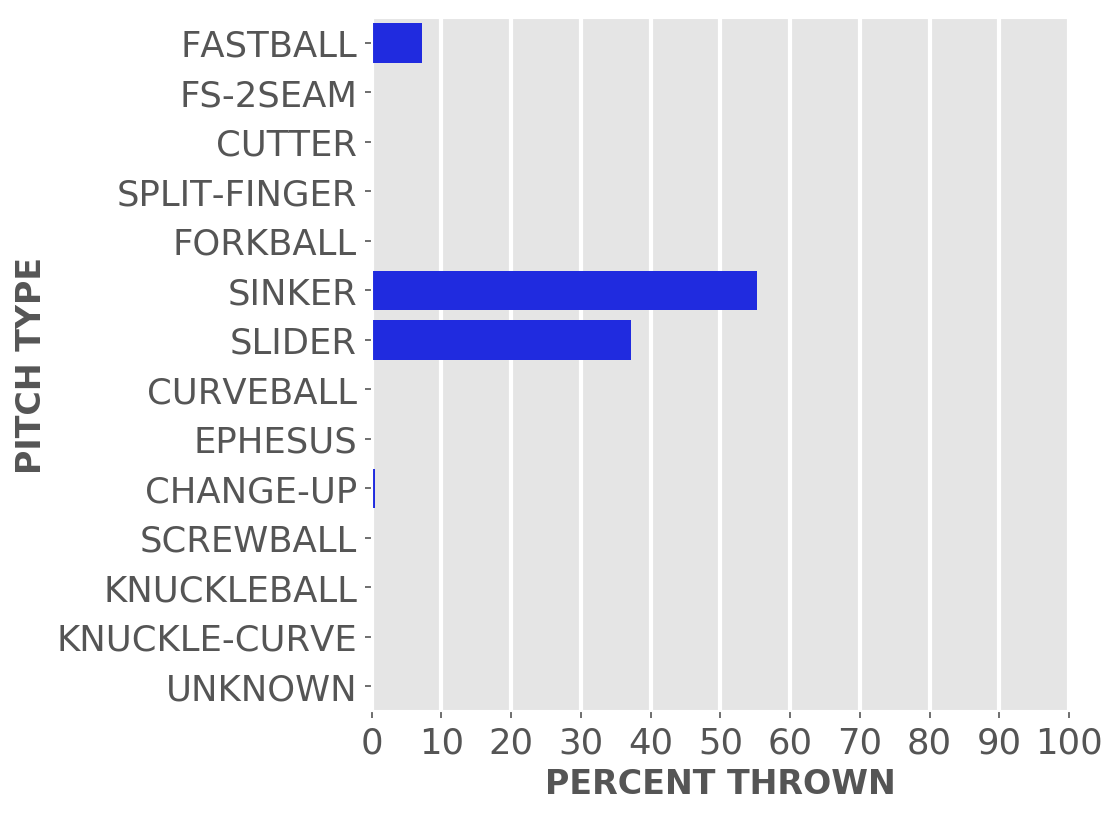 FASTBALL
FS-2SEAM
CUTTER
SPLIT-FINGER
FORKBALL
SINKER
SLIDER
CURVEBALL
EPHESUS
CHANGE-UP
SCREWBALL
KNUCKLEBALL
KNUCKLE-CURVE
UNKNOWN
PITCH TYPE
0 10 20 30 40 50 60 70 80 90 100
PERCENT THROWN